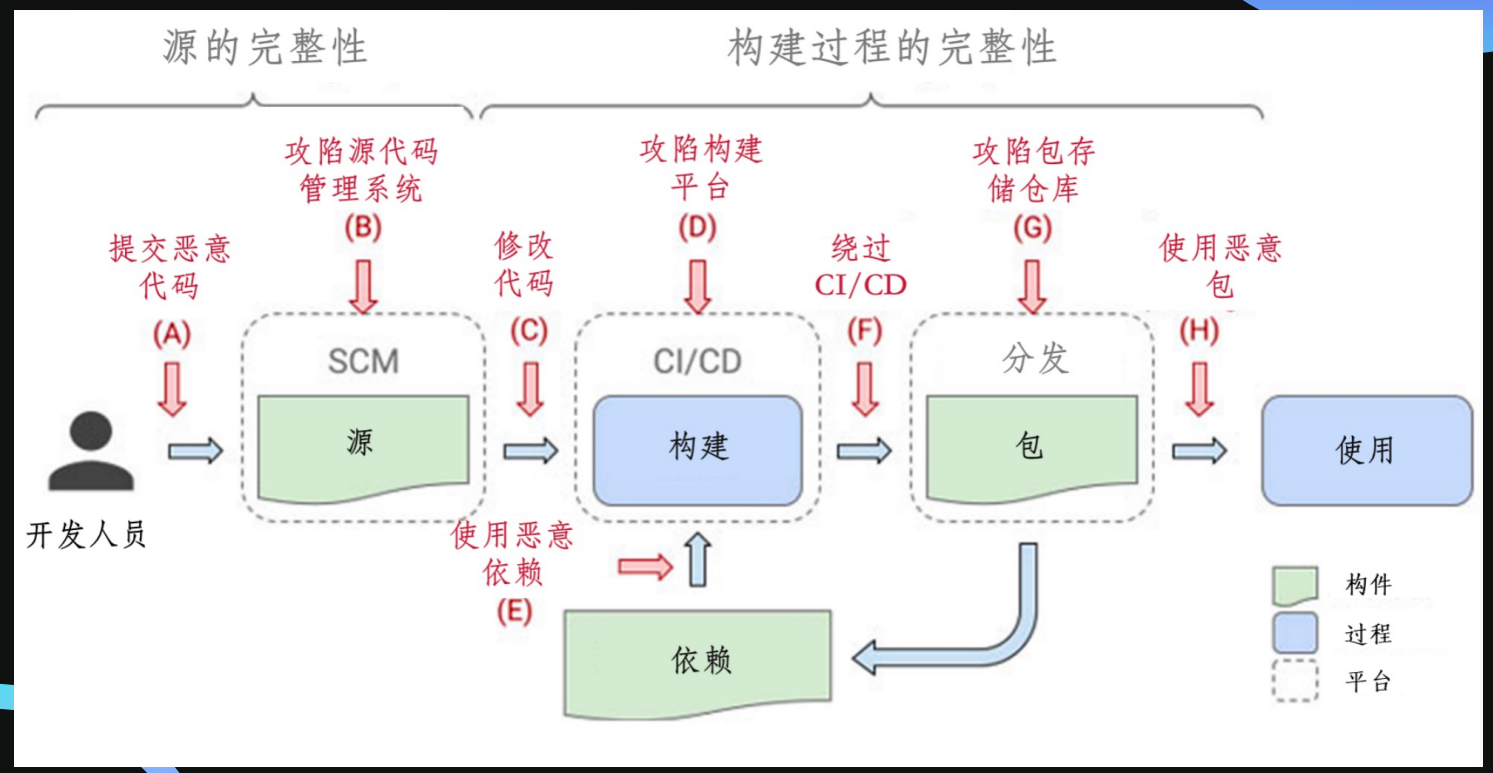 源的完整性
构建过程的完整性
攻陷源代码
管理系统
(B)
攻陷构建
平台
(D)
攻陷包存
储仓库
(G)
提交恶意
代码
(A)
修改
代码
(C)
绕过
CI/CD
(F)
使用恶意
包
(H)
SCM
CI/CD
分发
源
构建
包
使用
开发人员
使用恶意
依赖
(E)
依赖
构件
过程
平台